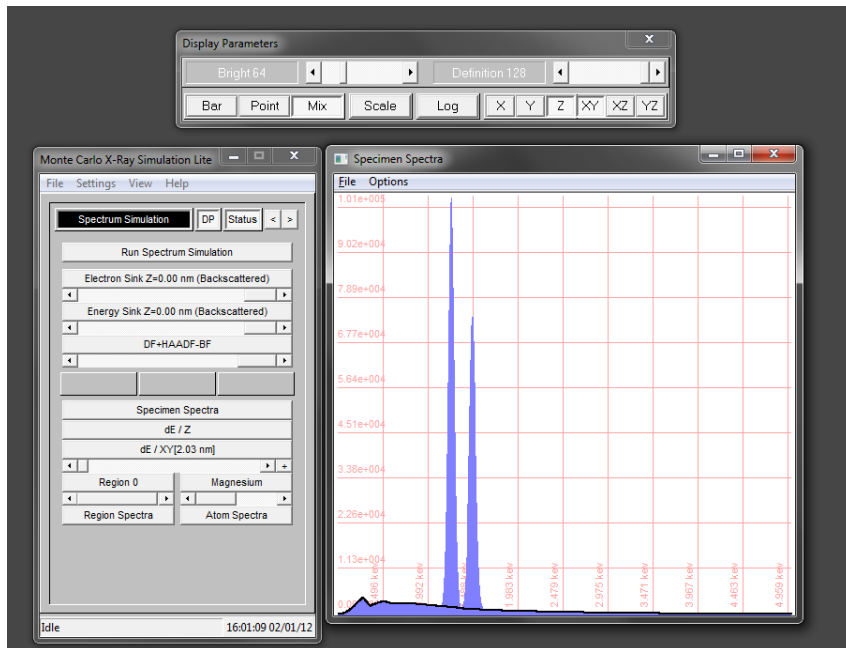 Display Parameters
x
Bright 64
Definition 128
Bar Point Mix Scale Log X Y Z XY XZ YZ
Monte Carlo X-Ray Simulation Lite
File Settings View Help
Spectrum Simulation DP Status < >
Run Spectrum Simulation
Electron Sink Z=0.00 nm (Backscattered)
Energy Sink Z=0.00 nm (Backscattered)
DF+HAADF-BF
Specimen Spectra
dE / Z
dE / XY[2.03 nm]
+
Region 0 Magnesium
Region Spectra Atom Spectra
Idle 16:01:09 02/01/12
Specimen Spectra
File Options
1.01e+005
9.02e+004
7.89e+004
6.77e+004
5.64e+004
4.51e+004
3.38e+004
2.26e+004
1.13e+004
1.983 kev
2.479 kev
2.975 kev
3.471 kev
3.967 kev
4.463 kev
4.959 kev